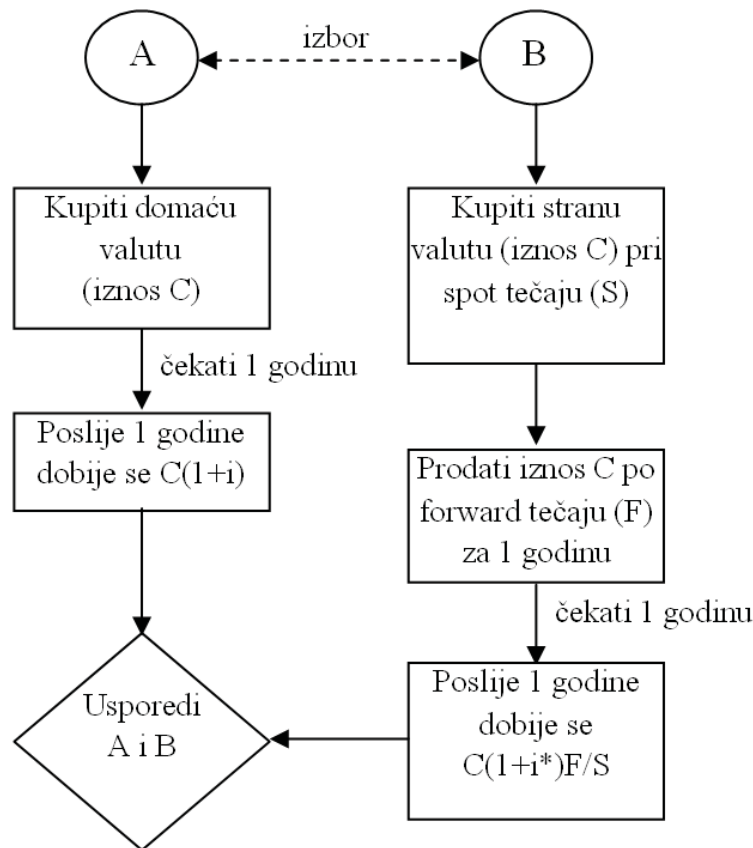 A
izbor
B
Kupiti domaću
valutu
(iznos C)
Kupiti stranu
valutu (iznos C) pri
spot tečaju (S)
čekati 1 godinu
Poslije 1 godine
dobije se C(1+i)
Prodati iznos C po
forward tečaju (F)
za 1 godinu
čekati 1 godinu
Poslije 1 godine
dobije se
C(1+i*)F/S
Usporedi
A i B